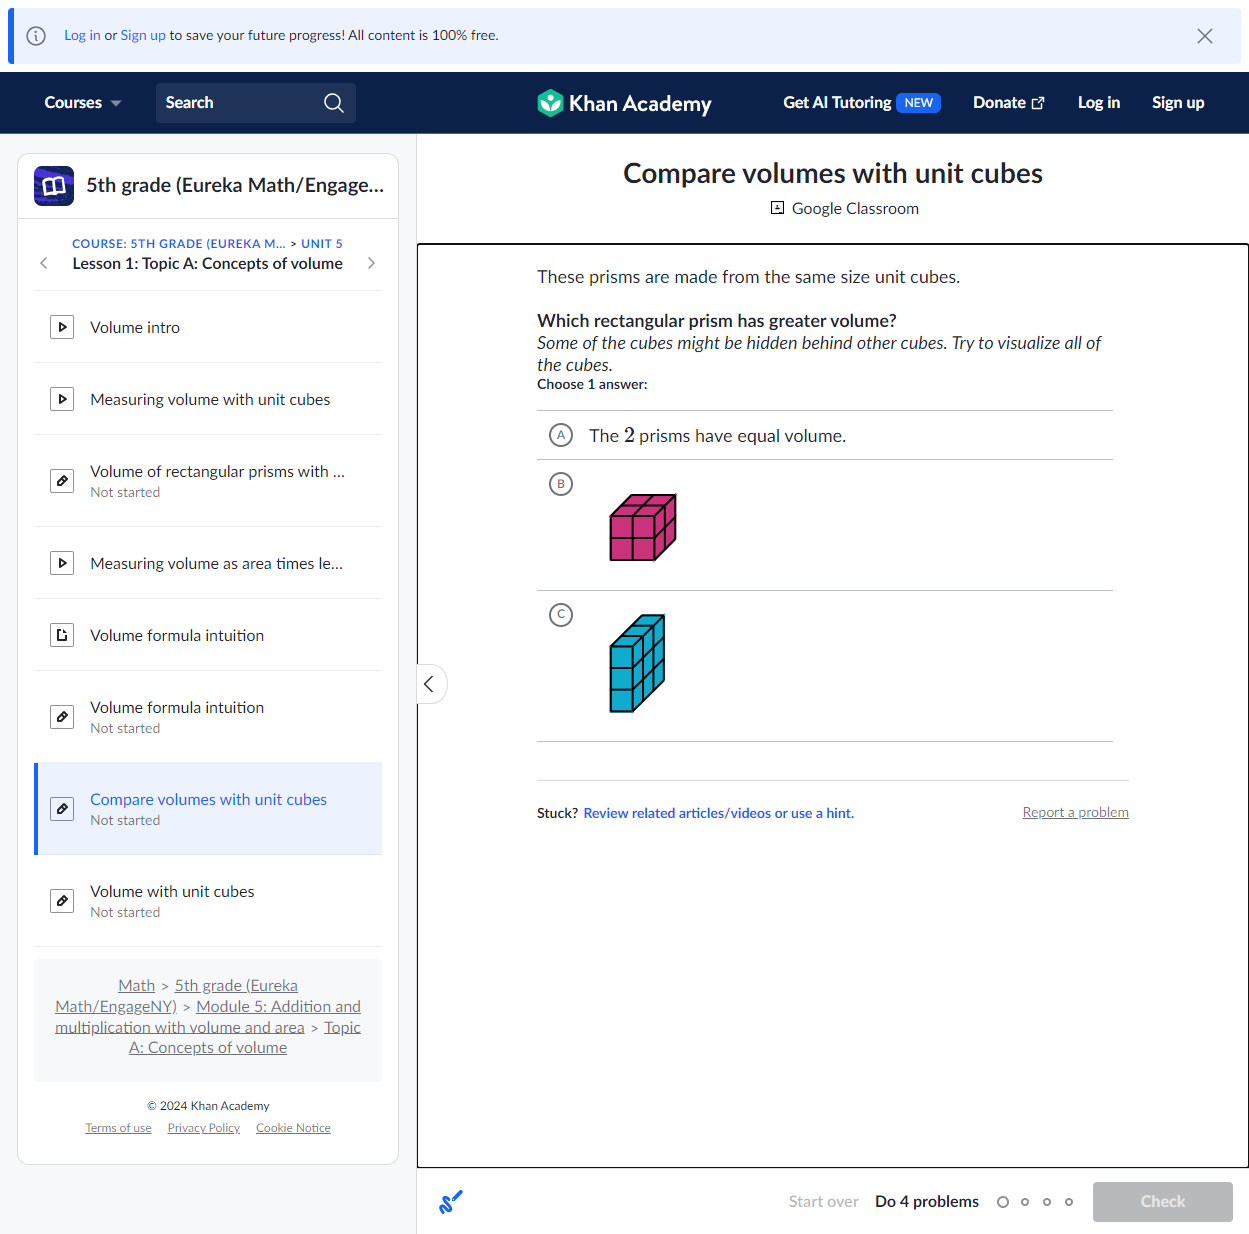 Log in or Sign up to save your future progress! All content is 100% free.
Courses
Search
Khan Academy
Get AI Tutoring NEW
Donate
Log in
Sign up
5th grade (Eureka Math/Engage...
COURSE: 5TH GRADE (EUREKA M... > UNIT 5
Lesson 1: Topic A: Concepts of volume
Volume intro
Measuring volume with unit cubes
Volume of rectangular prisms with ...
Not started
Measuring volume as area times le...
Volume formula intuition
Volume formula intuition
Not started
Compare volumes with unit cubes
Not started
Volume with unit cubes
Not started
Math > 5th grade (Eureka
Math/EngageNY) > Module 5: Addition and
multiplication with volume and area > Topic
A: Concepts of volume
© 2024 Khan Academy
Terms of use Privacy Policy Cookie Notice
Compare volumes with unit cubes
Google Classroom
These prisms are made from the same size unit cubes.
Which rectangular prism has greater volume?
Some of the cubes might be hidden behind other cubes. Try to visualize all of
the cubes.
Choose 1 answer:
A The 2 prisms have equal volume.
B
C
Stuck? Review related articles/videos or use a hint.
Report a problem
Start over Do 4 problems
Check